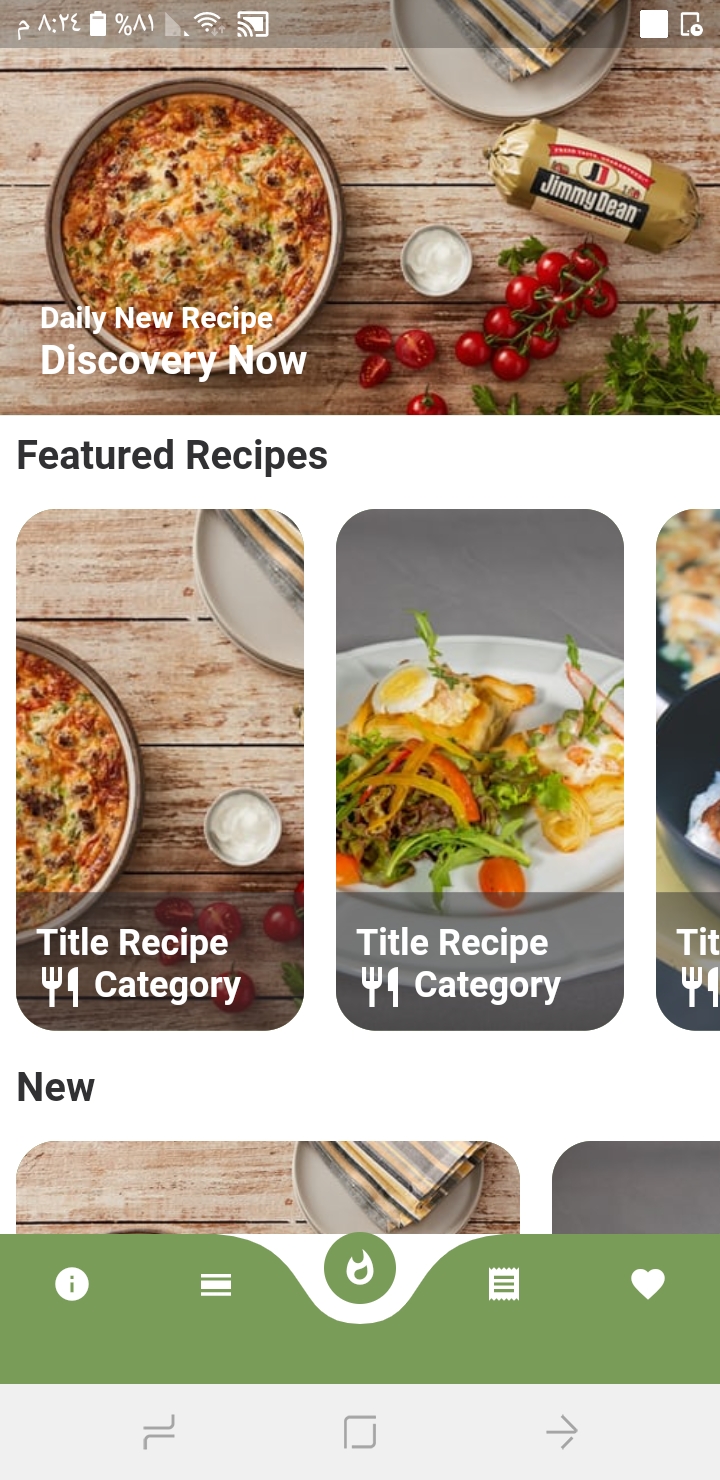 م ٨:٢٤ %٨١
Jimmy Dean
Daily New Recipe
Discovery Now
Featured Recipes
Title Recipe
Category
Title Recipe
Category
Tit
New